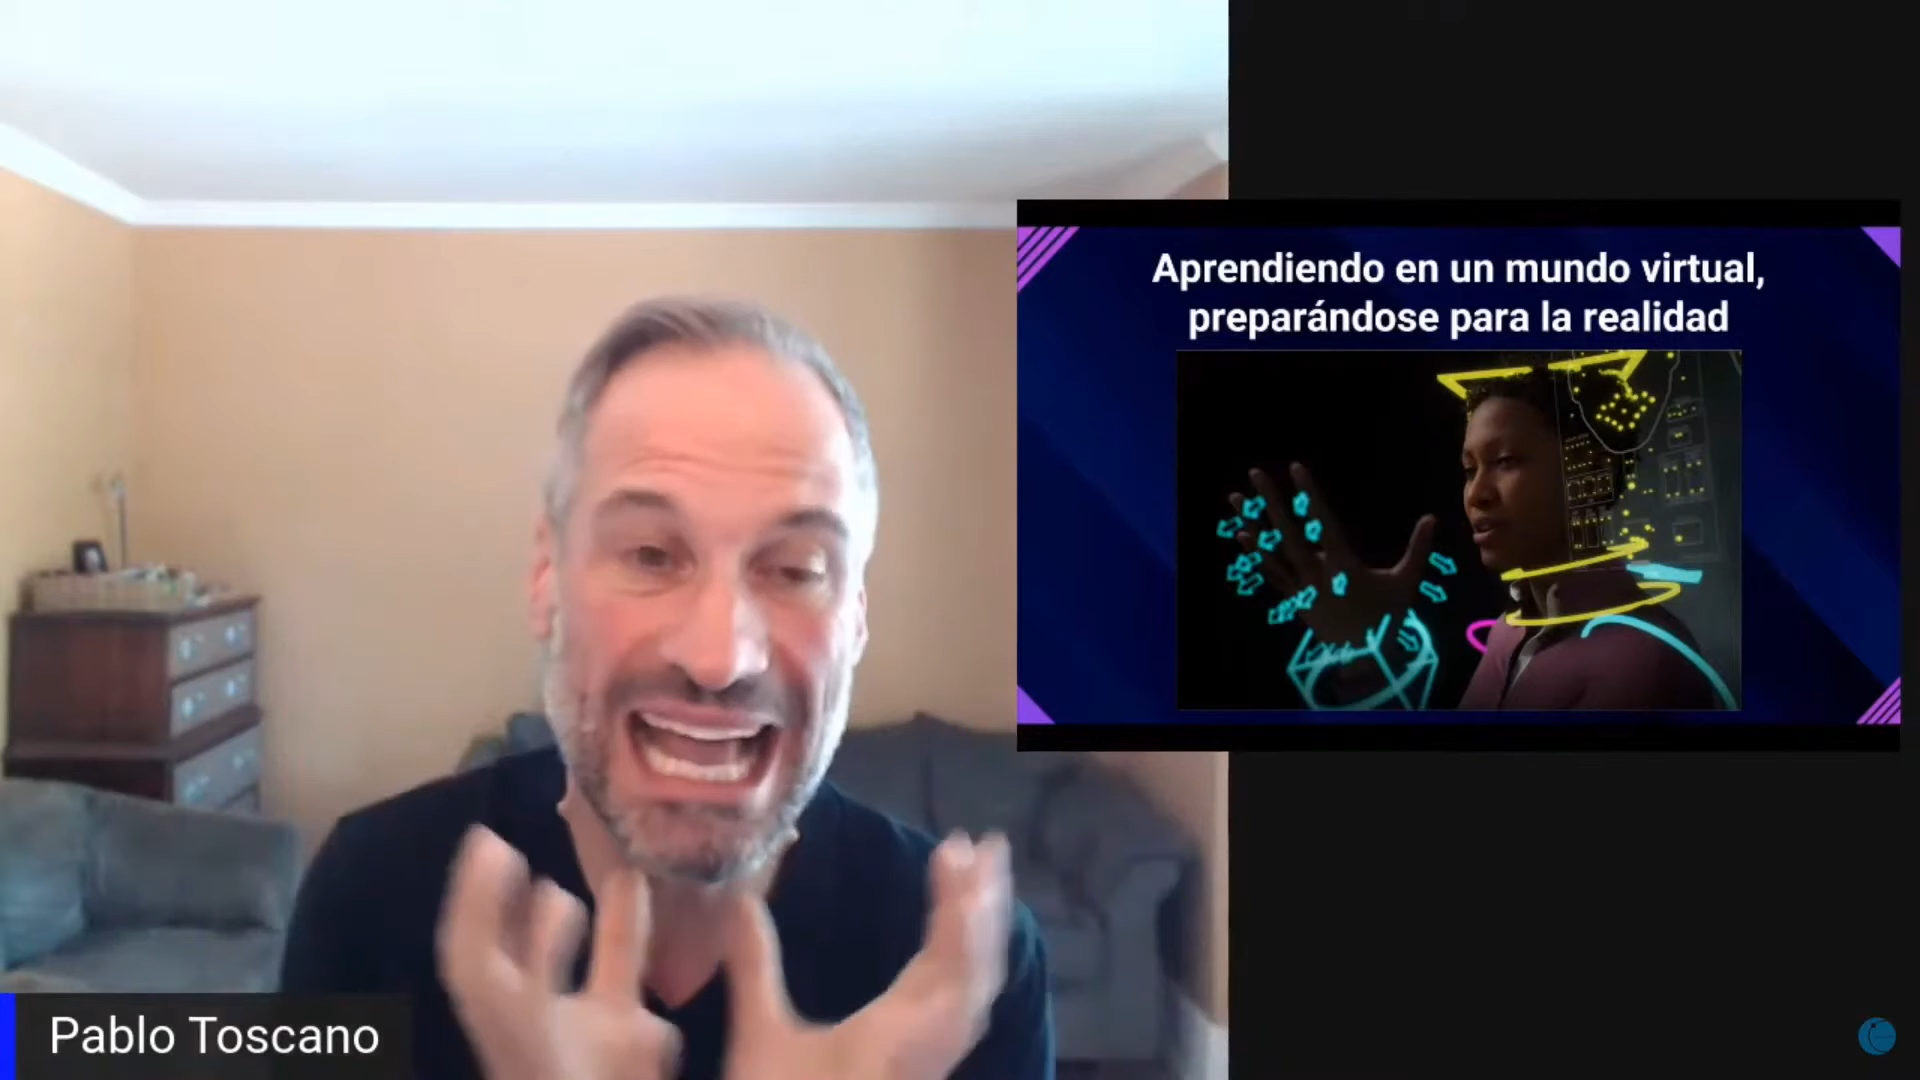 Aprendiendo en un mundo virtual,
preparándose para la realidad
Pablo Toscano